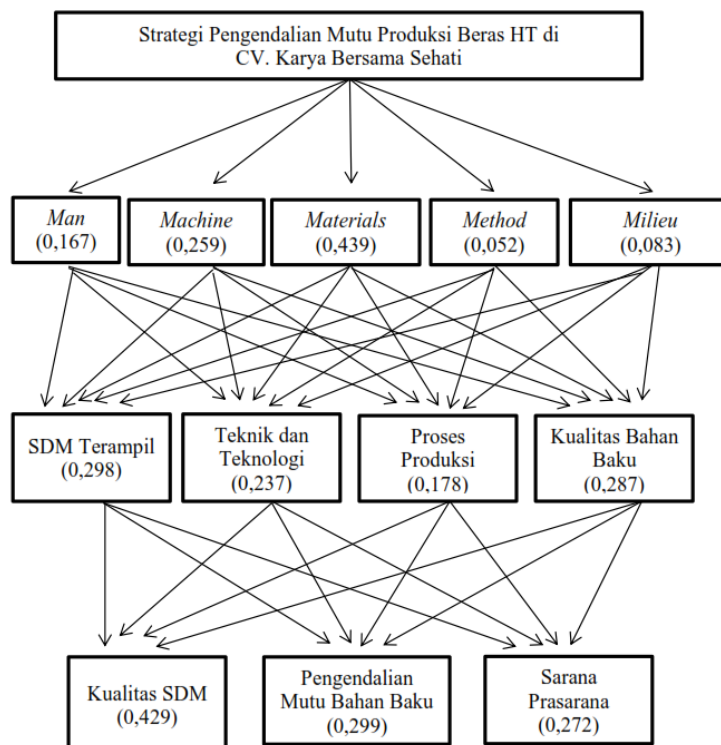 Strategi Pengendalian Mutu Produksi Beras HT di
CV. Karya Bersama Sehati
Man
(0,167)
Machine
(0,259)
Materials
(0,439)
Method
(0,052)
Milieu
(0,083)
SDM Terampil
(0,298)
Teknik dan
Teknologi
(0,237)
Proses
Produksi
(0,178)
Kualitas Bahan
Baku
(0,287)
Kualitas SDM
(0,429)
Pengendalian
Mutu Bahan Baku
(0,299)
Sarana
Prasarana
(0,272)